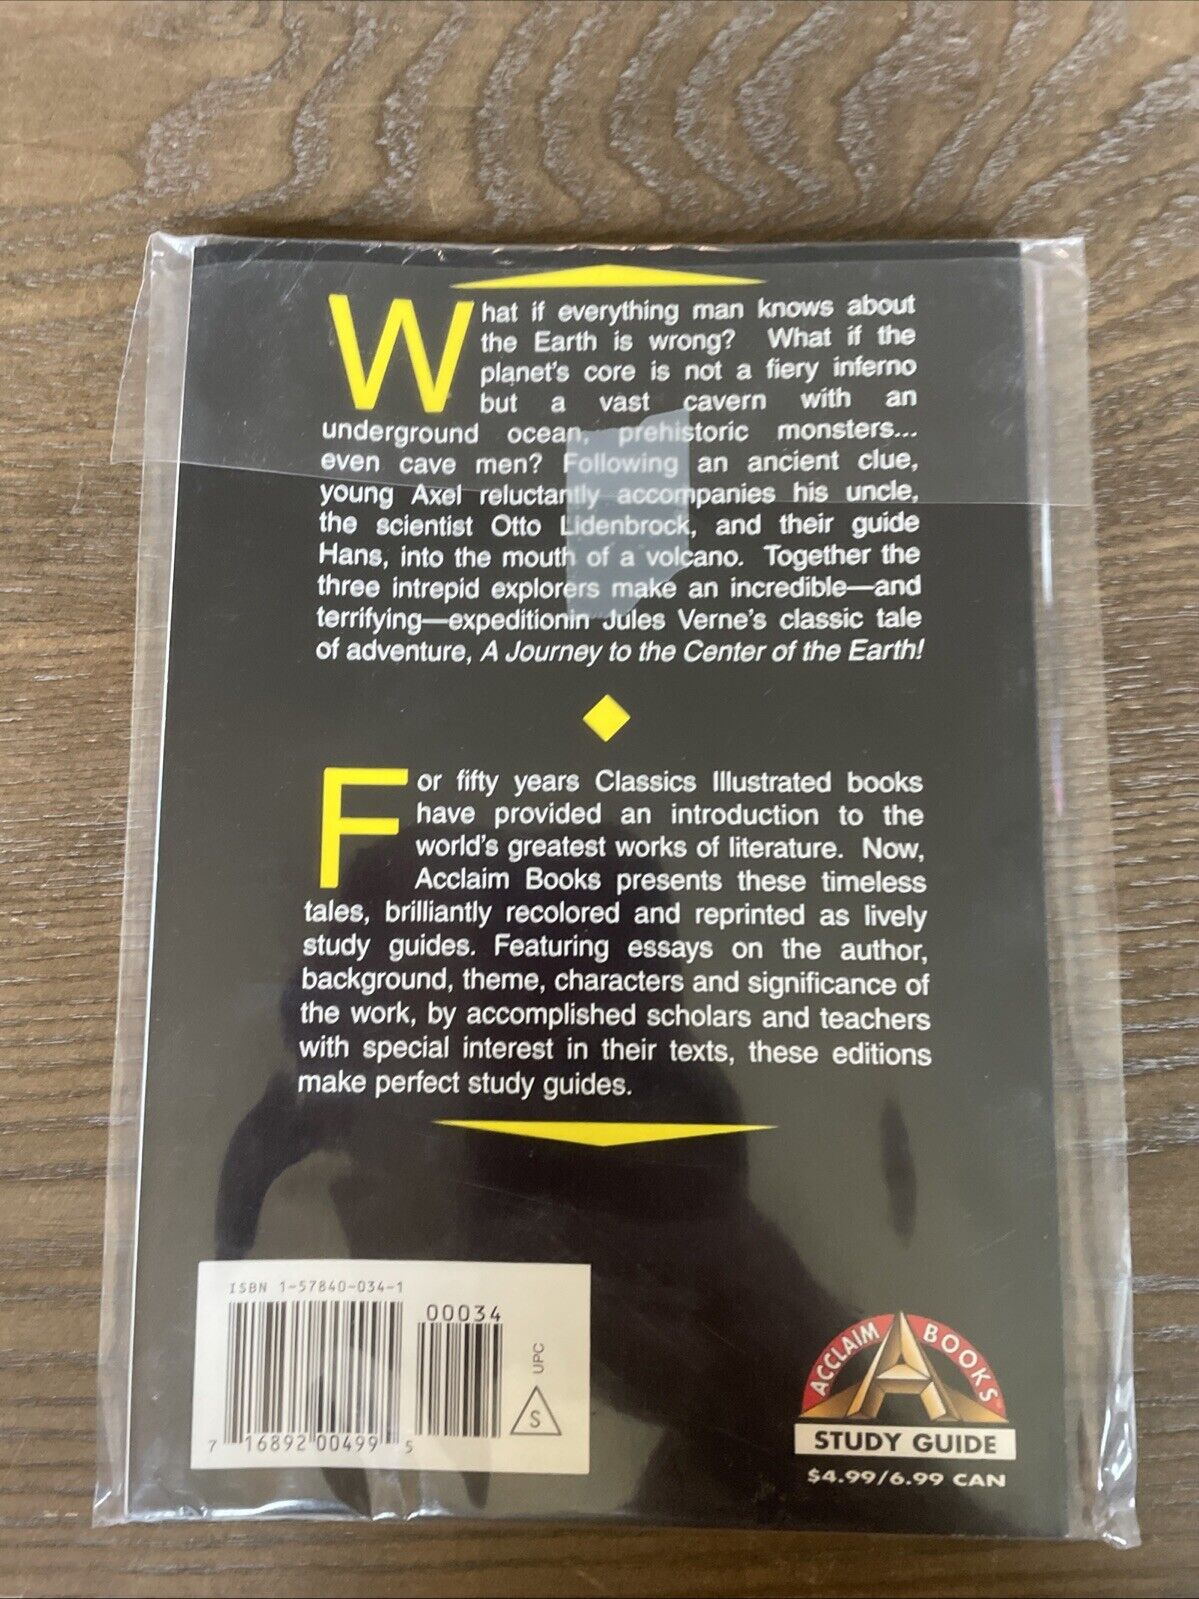 What if everything man knows about
the Earth is wrong? What if the
planet's core is not a fiery inferno
but a vast cavern with an
underground ocean, prehistoric monsters...
even cave men? Following an ancient clue,
young Axel reluctantly accompanies his uncle,
the scientist Otto Lidenbrock, and their guide
Hans, into the mouth of a volcano. Together the
three intrepid explorers make an incredible—and
terrifying—expeditionin Jules Verne's classic tale
of adventure, A Journey to the Center of the Earth!
For fifty years Classics Illustrated books
have provided an introduction to the
world's greatest works of literature. Now,
Acclaim Books presents these timeless
tales, brilliantly recolored and reprinted as lively
study guides. Featuring essays on the author,
background, theme, characters and significance of
the work, by accomplished scholars and teachers
with special interest in their texts, these editions
make perfect study guides.
ISBN 1-57840-034-1
00034
7 16892 00499 5
UPC
S
ACCLAIM BOOKS
STUDY GUIDE
$4.99/6.99 CAN